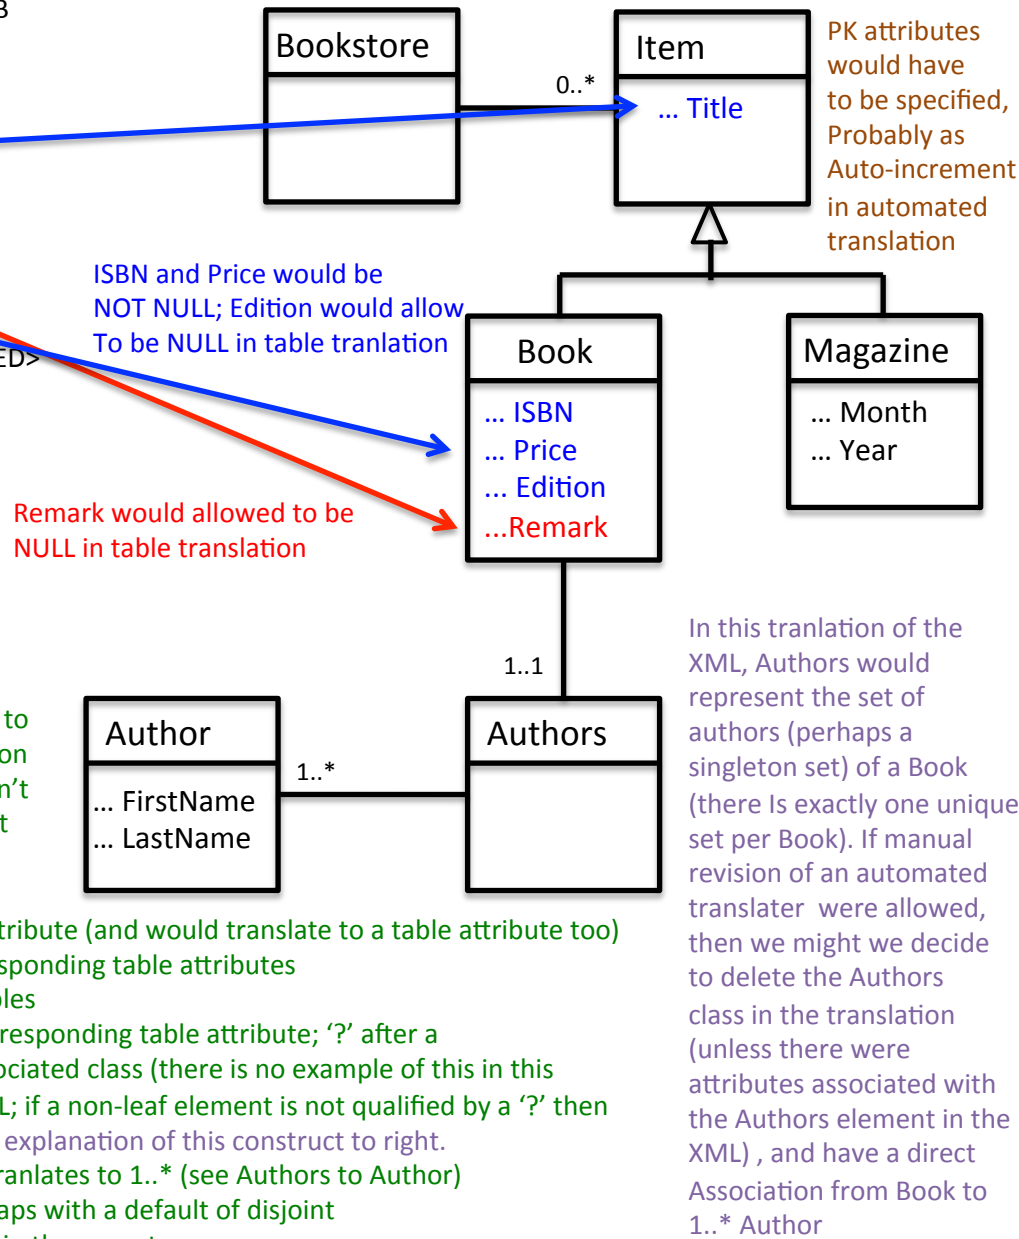 B
Bookstore
0..*
Item
... Title
PK attributes
would have
to be specified,
Probably as
Auto-increment
in automated
translation
ISBN and Price would be
NOT NULL; Edition would allow
To be NULL in table tranlation
ED>
Book
... ISBN
... Price
... Edition
...Remark
Magazine
... Month
... Year
Remark would allowed to be
NULL in table translation
1..1
to
on
n't
t
Author
... FirstName
... LastName
1..*
Authors
In this tranlation of the
XML, Authors would
represent the set of
authors (perhaps a
singleton set) of a Book
(there Is exactly one unique
set per Book). If manual
revision of an automated
translater were allowed,
then we might we decide
to delete the Authors
class in the translation
(unless there were
attributes associated with
the Authors element in the
XML) , and have a direct
Association from Book to
1..* Author
tribute (and would translate to a table attribute too)
sponding table attributes
oles
rresponding table attribute; '?' after a
ociated class (there is no example of this in this
L; if a non-leaf element is not qualified by a '?' then
explanation of this construct to right.
ranlates to 1..* (see Authors to Author)
aps with a default of disjoint